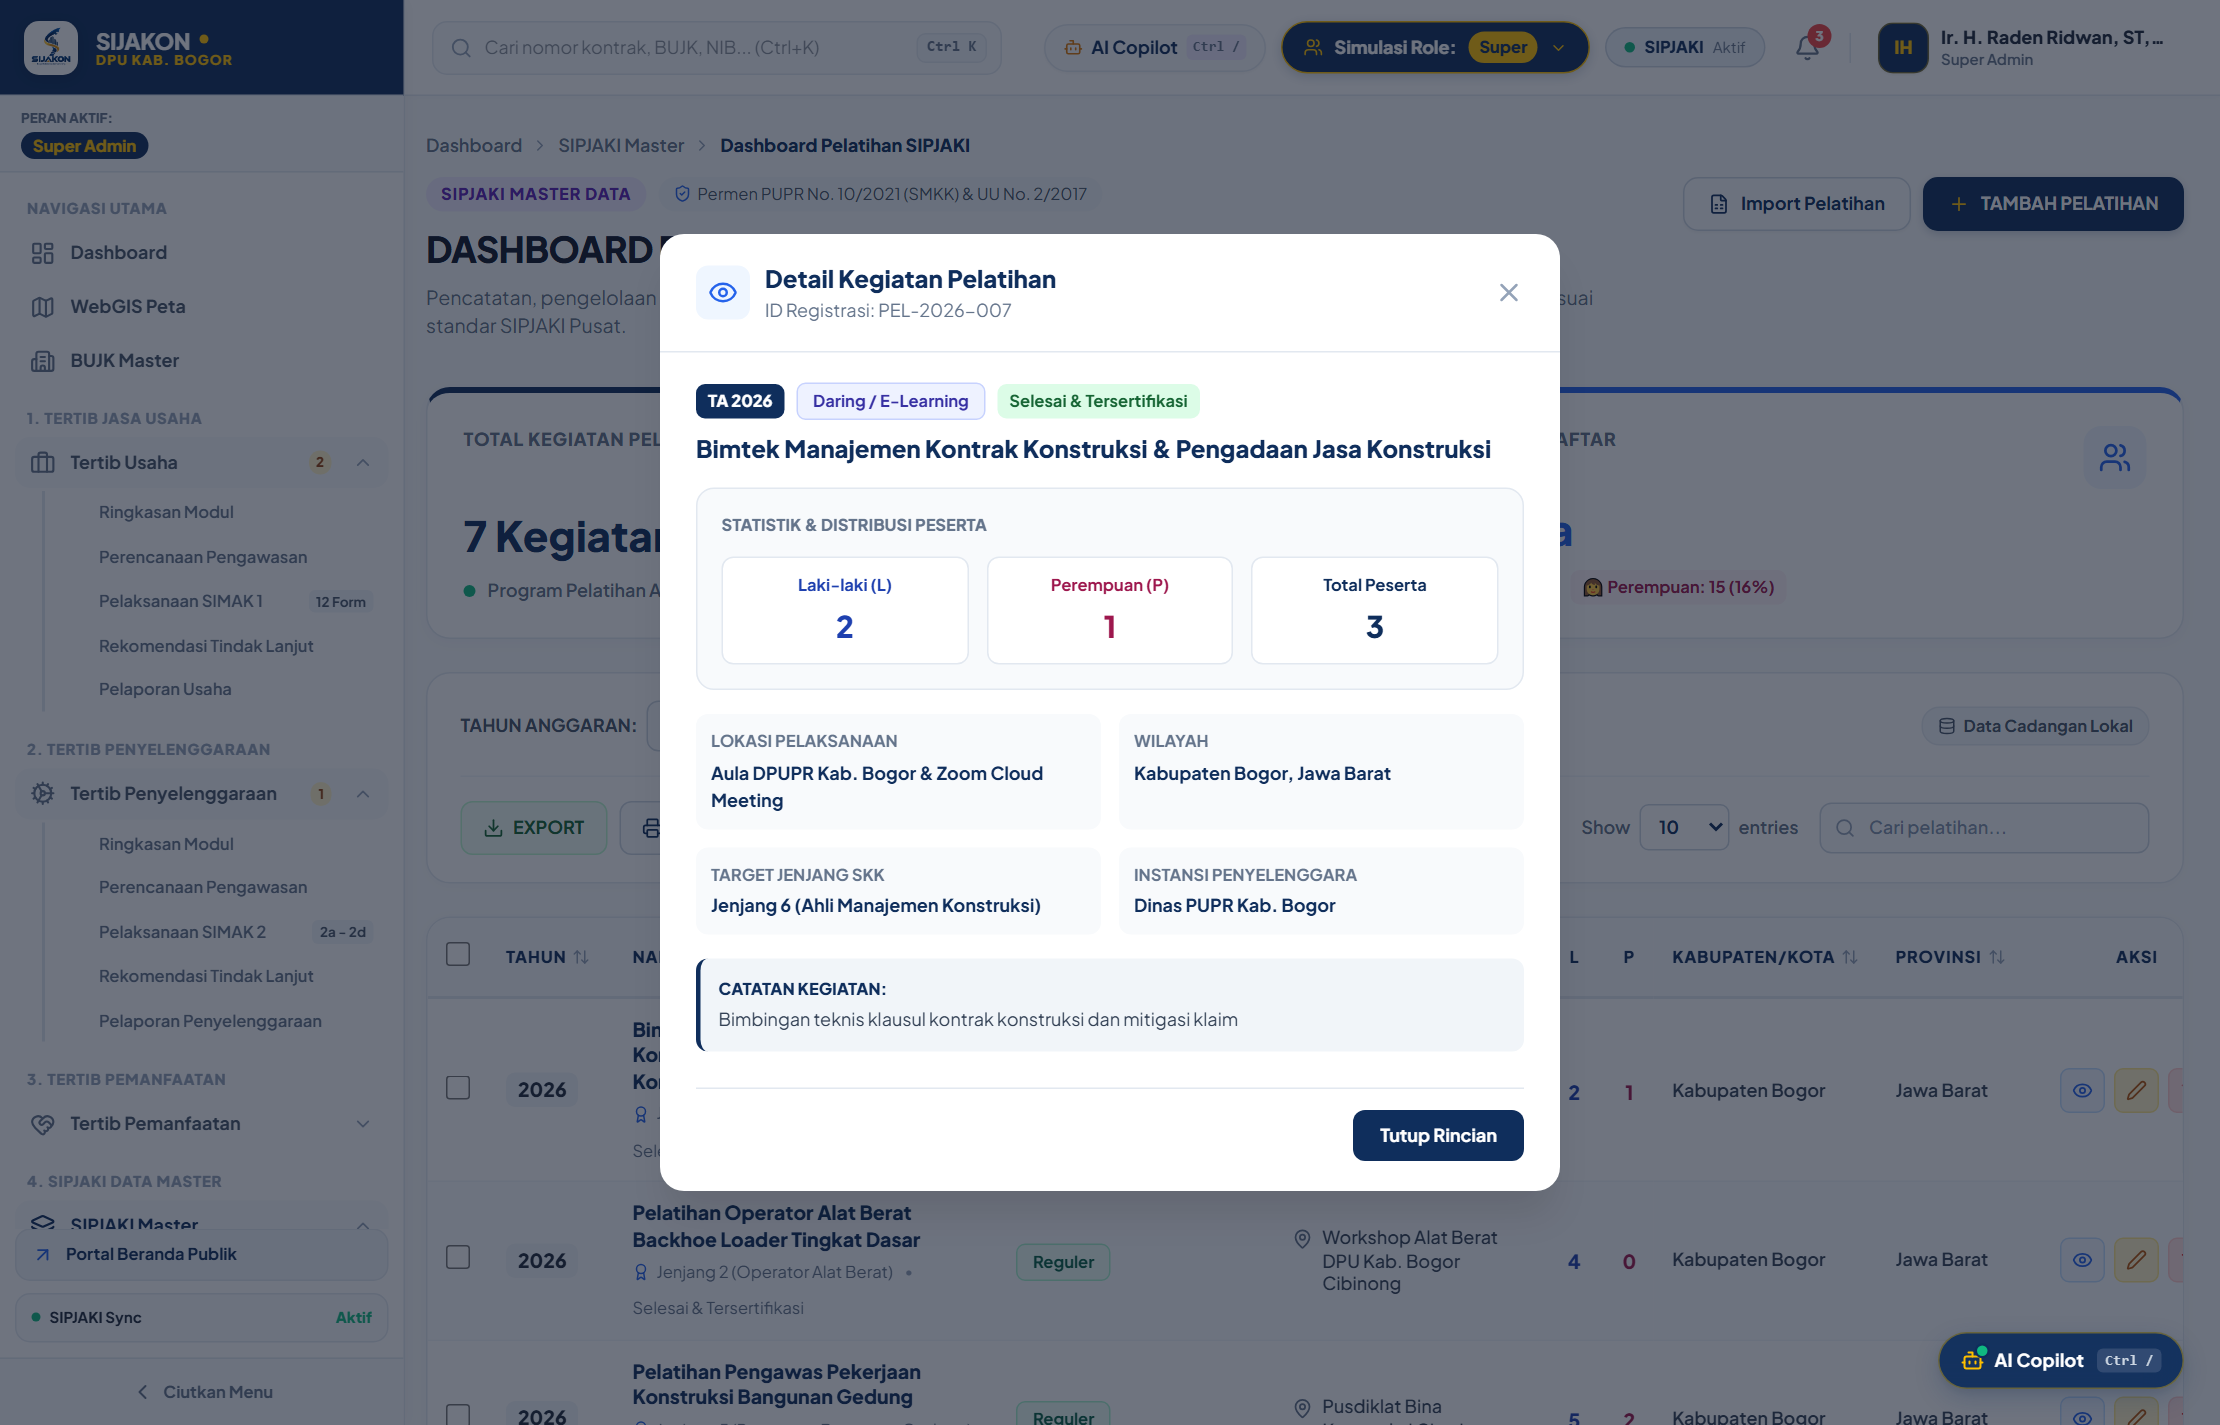 SIJAKON
DPU KAB. BOGOR
SIJAKON
Cari nomor kontrak, BUJK, NIB... (Ctrl+K)
Ctrl K
AI Copilot
Ctrl /
Simulasi Role:
Super
SIPJAKI Aktif
3
IH
Ir. H. Raden Ridwan, ST,...
Super Admin
PERAN AKTIF:
Super Admin
NAVIGASI UTAMA
Dashboard
WebGIS Peta
BUJK Master
1. TERTIB JASA USAHA
Tertib Usaha
2
Ringkasan Modul
Perencanaan Pengawasan
Pelaksanaan SIMAK 1
12 Form
Rekomendasi Tindak Lanjut
Pelaporan Usaha
2. TERTIB PENYELENGGARAAN
Tertib Penyelenggaraan
1
Ringkasan Modul
Perencanaan Pengawasan
Pelaksanaan SIMAK 2
2a - 2d
Rekomendasi Tindak Lanjut
Pelaporan Penyelenggaraan
3. TERTIB PEMANFAATAN
Tertib Pemanfaatan
4. SIPJAKI DATA MASTER
SIPJAKI Master
Portal Beranda Publik
SIPJAKI Sync
Aktif
Ciutkan Menu
Dashboard
SIPJAKI Master
Dashboard Pelatihan SIPJAKI
SIPJAKI MASTER DATA
Permen PUPR No. 10/2021 (SMKK) & UU No. 2/2017
Import Pelatihan
+ TAMBAH PELATIHAN
DASHBOARD
Pencatatan, pengelolaan
suai
standar SIPJAKI Pusat.
TOTAL KEGIATAN PEL
AFTAR
7 Kegiatan
a
Program Pelatihan A
Perempuan: 15 (16%)
TAHUN ANGGARAN:
Data Cadangan Lokal
EXPORT
Show
10
entries
Cari pelatihan...
TAHUN
NA
L
P
KABUPATEN/KOTA
PROVINSI
AKSI
2026
Bim
Ko
Ko
Sele
2
1
Kabupaten Bogor
Jawa Barat
2026
Pelatihan Operator Alat Berat
Backhoe Loader Tingkat Dasar
Jenjang 2 (Operator Alat Berat) •
Selesai & Tersertifikasi
Reguler
Workshop Alat Berat
DPU Kab. Bogor
Cibinong
4
0
Kabupaten Bogor
Jawa Barat
2026
Pelatihan Pengawas Pekerjaan
Konstruksi Bangunan Gedung
Reguler
Pusdiklat Bina
5
2
Kabupaten Bogor
Jawa Barat
AI Copilot
Ctrl /
Detail Kegiatan Pelatihan
ID Registrasi: PEL-2026-007
TA 2026
Daring / E-Learning
Selesai & Tersertifikasi
Bimtek Manajemen Kontrak Konstruksi & Pengadaan Jasa Konstruksi
STATISTIK & DISTRIBUSI PESERTA
Laki-laki (L)
2
Perempuan (P)
1
Total Peserta
3
LOKASI PELAKSANAAN
Aula DPUPR Kab. Bogor & Zoom Cloud
Meeting
WILAYAH
Kabupaten Bogor, Jawa Barat
TARGET JENJANG SKK
Jenjang 6 (Ahli Manajemen Konstruksi)
INSTANSI PENYELENGGARA
Dinas PUPR Kab. Bogor
CATATAN KEGIATAN:
Bimbingan teknis klausul kontrak konstruksi dan mitigasi klaim
Tutup Rincian